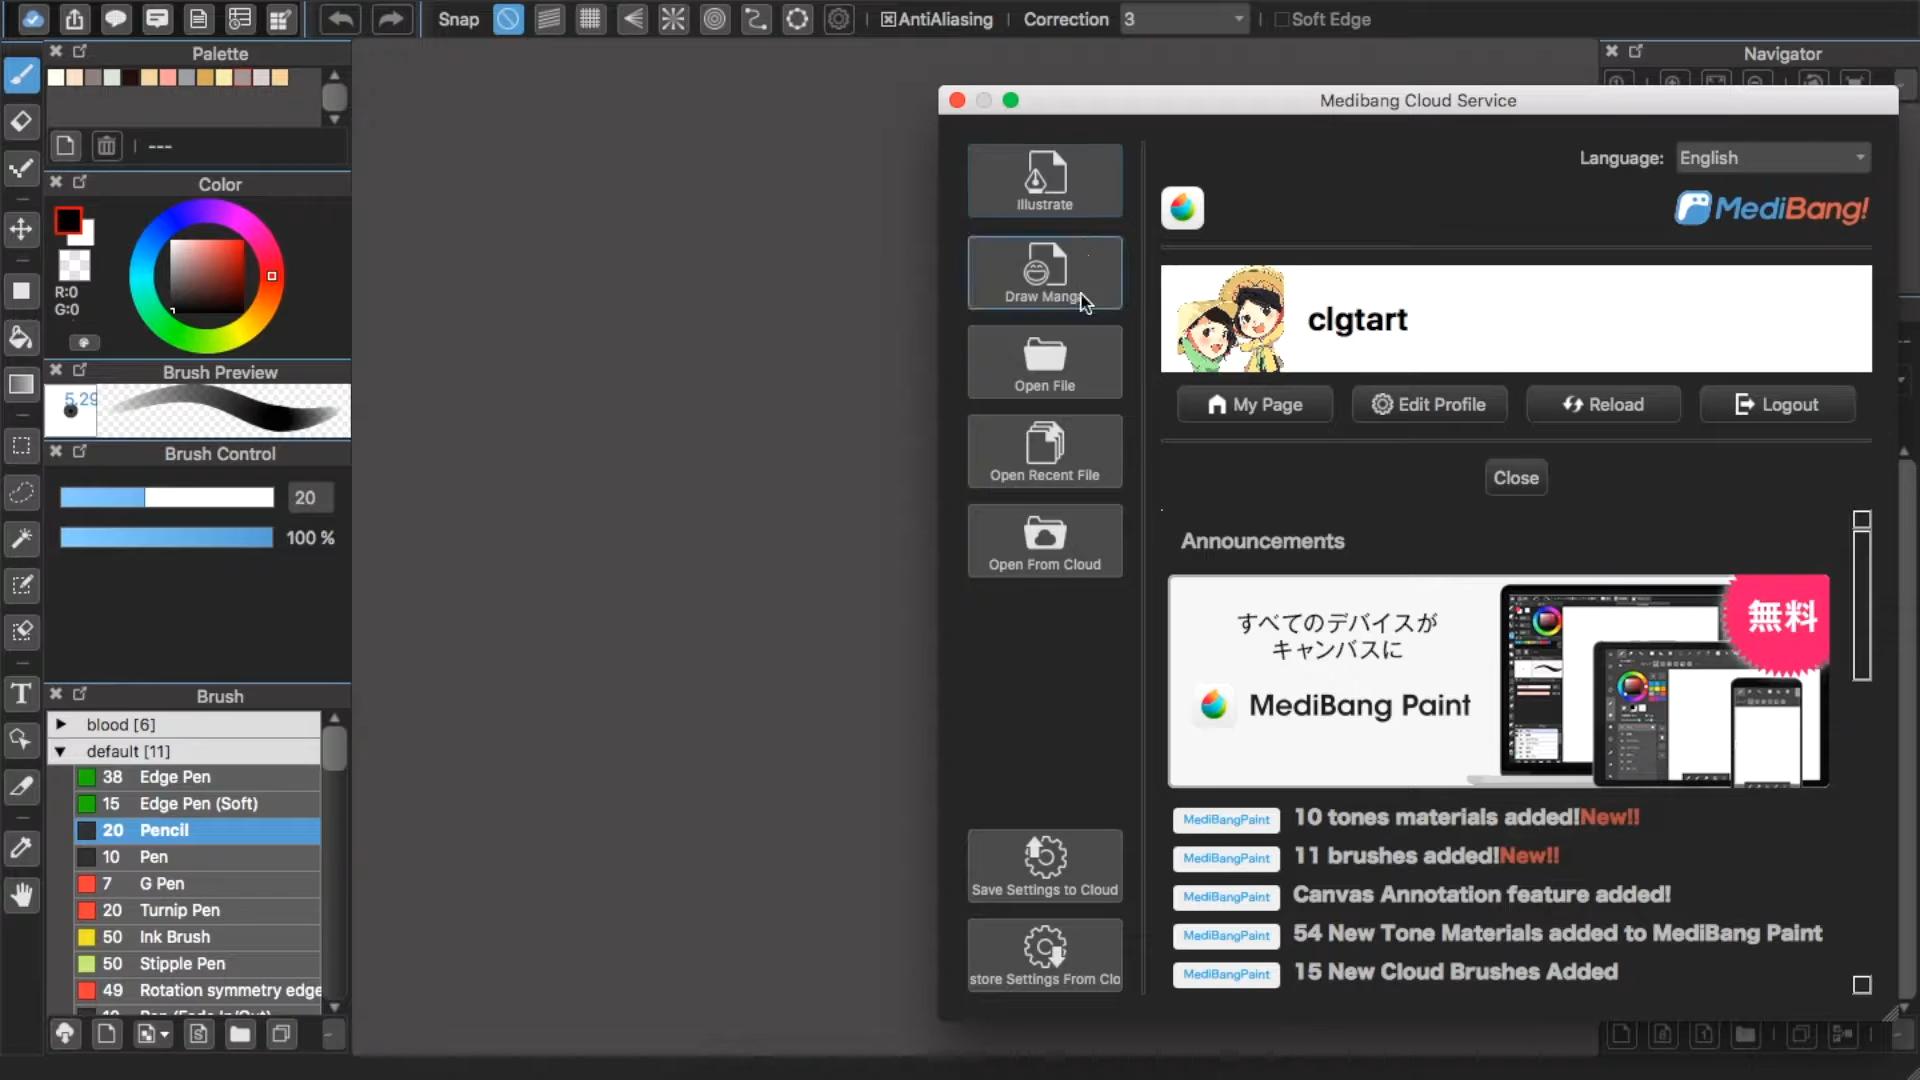 Snap
AntiAliasing
Correction
3
Soft Edge
Palette
---
Color
R:0
G:0
Brush Preview
5.29
Brush Control
20
100 %
Brush
blood [6]
default [11]
38 Edge Pen
15 Edge Pen (Soft)
20 Pencil
10 Pen
7 G Pen
20 Turnip Pen
50 Ink Brush
50 Stipple Pen
49 Rotation symmetry edge
Navigator
Medibang Cloud Service
Illustrate
Draw Manga
Open File
Open Recent File
Open From Cloud
Save Settings to Cloud
store Settings From Clo
Language:
English
MediBang!
clgtart
My Page
Edit Profile
Reload
Logout
Close
Announcements
すべてのデバイスが
キャンバスに
MediBang Paint
無料
MediBangPaint 10 tones materials added!New!!
MediBangPaint 11 brushes added!New!!
MediBangPaint Canvas Annotation feature added!
MediBangPaint 54 New Tone Materials added to MediBang Paint
MediBangPaint 15 New Cloud Brushes Added